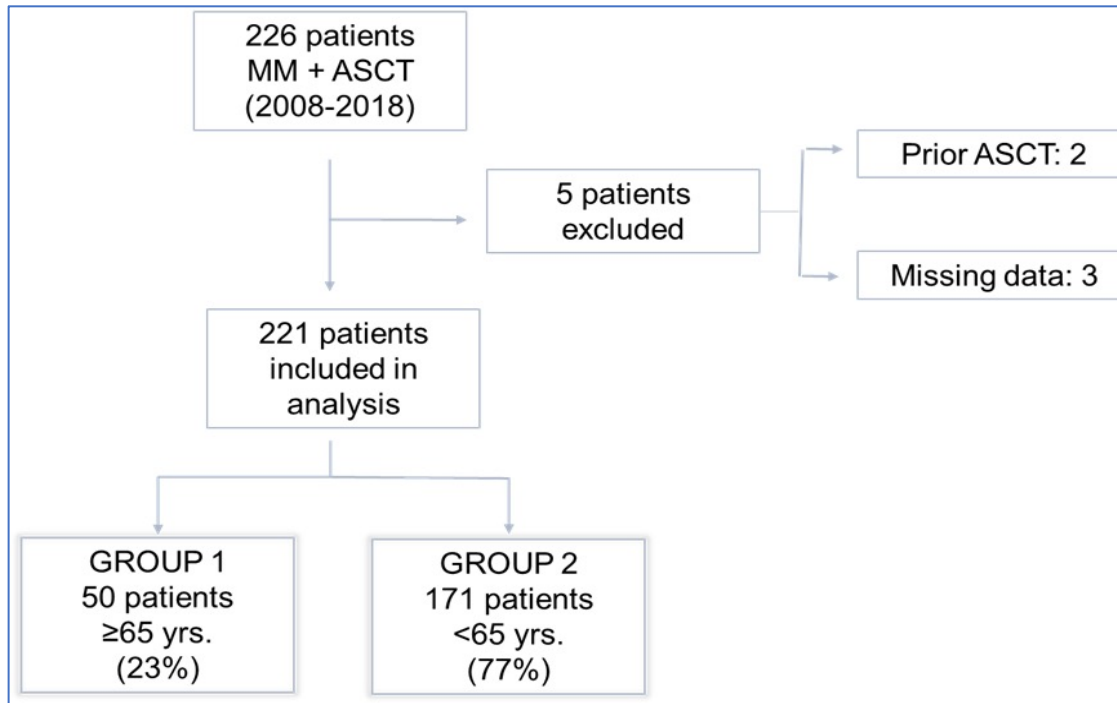 226 patients
MM + ASCT
(2008-2018)
5 patients
excluded
Prior ASCT: 2
Missing data: 3
221 patients
included in
analysis
GROUP 1
50 patients
≥65 yrs.
(23%)
GROUP 2
171 patients
<65 yrs.
(77%)